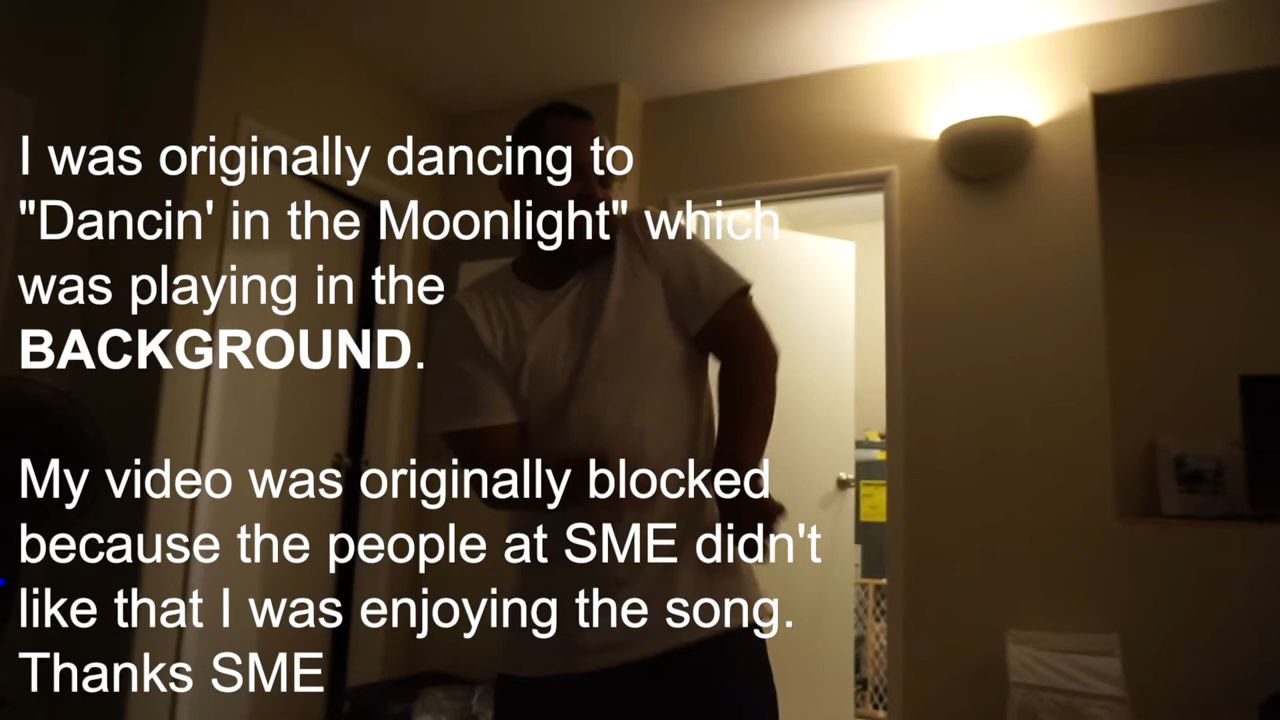 I was originally dancing to
"Dancin' in the Moonlight" which
was playing in the
BACKGROUND.
My video was originally blocked
because the people at SME didn't
like that I was enjoying the song.
Thanks SME